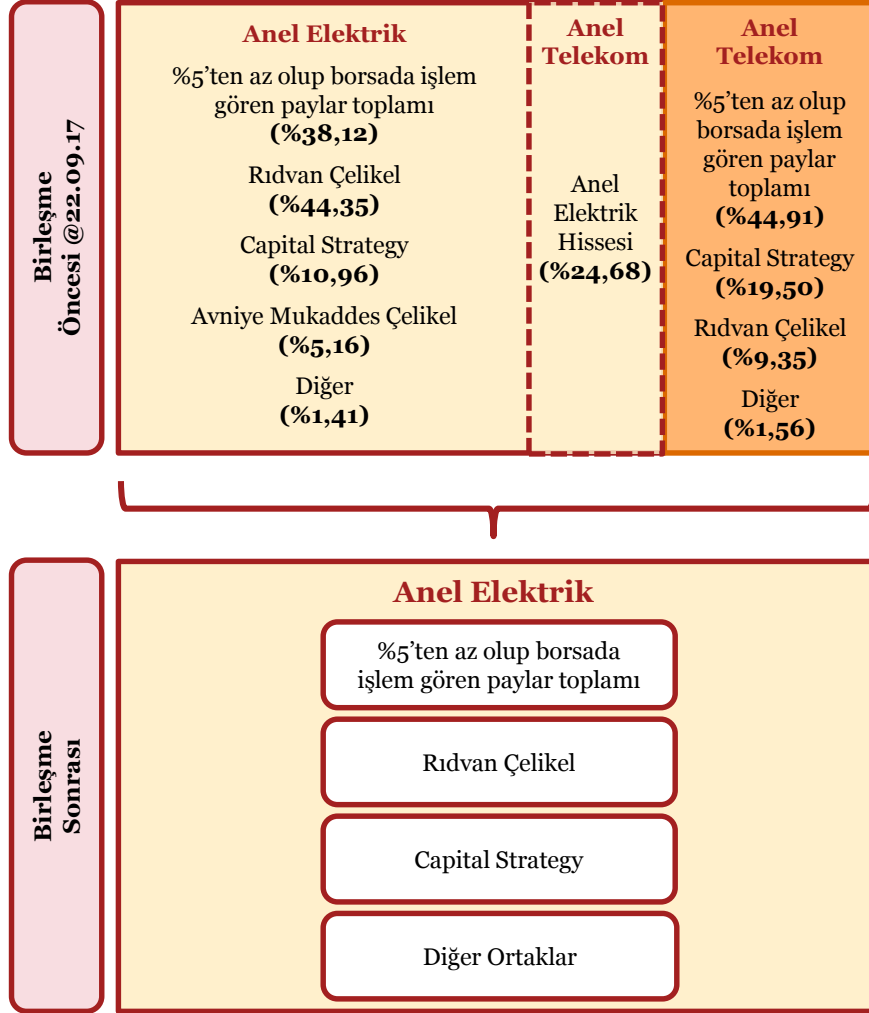 Birleşme
Öncesi @22.09.17
Anel Elektrik
%5’ten az olup borsada işlem
gören paylar toplamı
(%38,12)
Rıdvan Çelikel
(%44,35)
Capital Strategy
(%10,96)
Avniye Mukaddes Çelikel
(%5,16)
Diğer
(%1,41)
Anel
Telekom
Anel
Elektrik
Hissesi
(%24,68)
Anel
Telekom
%5’ten az olup
borsada işlem
gören paylar
toplamı
(%44,91)
Capital Strategy
(%19,50)
Rıdvan Çelikel
(%9,35)
Diğer
(%1,56)
Birleşme
Sonrası
Anel Elektrik
%5’ten az olup borsada
işlem gören paylar toplamı
Rıdvan Çelikel
Capital Strategy
Diğer Ortaklar